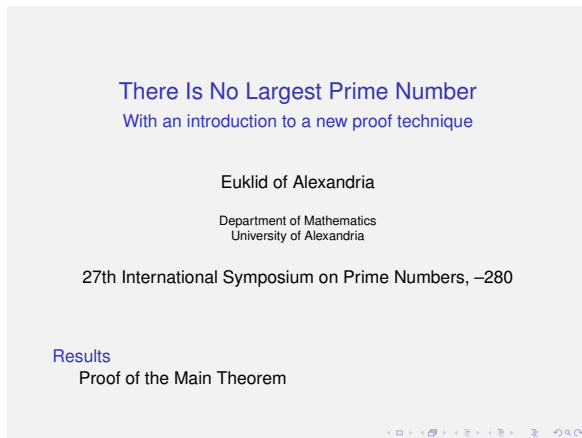 There Is No Largest Prime Number
With an introduction to a new proof technique
Euklid of Alexandria
Department of Mathematics
University of Alexandria
27th International Symposium on Prime Numbers, –280
Results
Proof of the Main Theorem